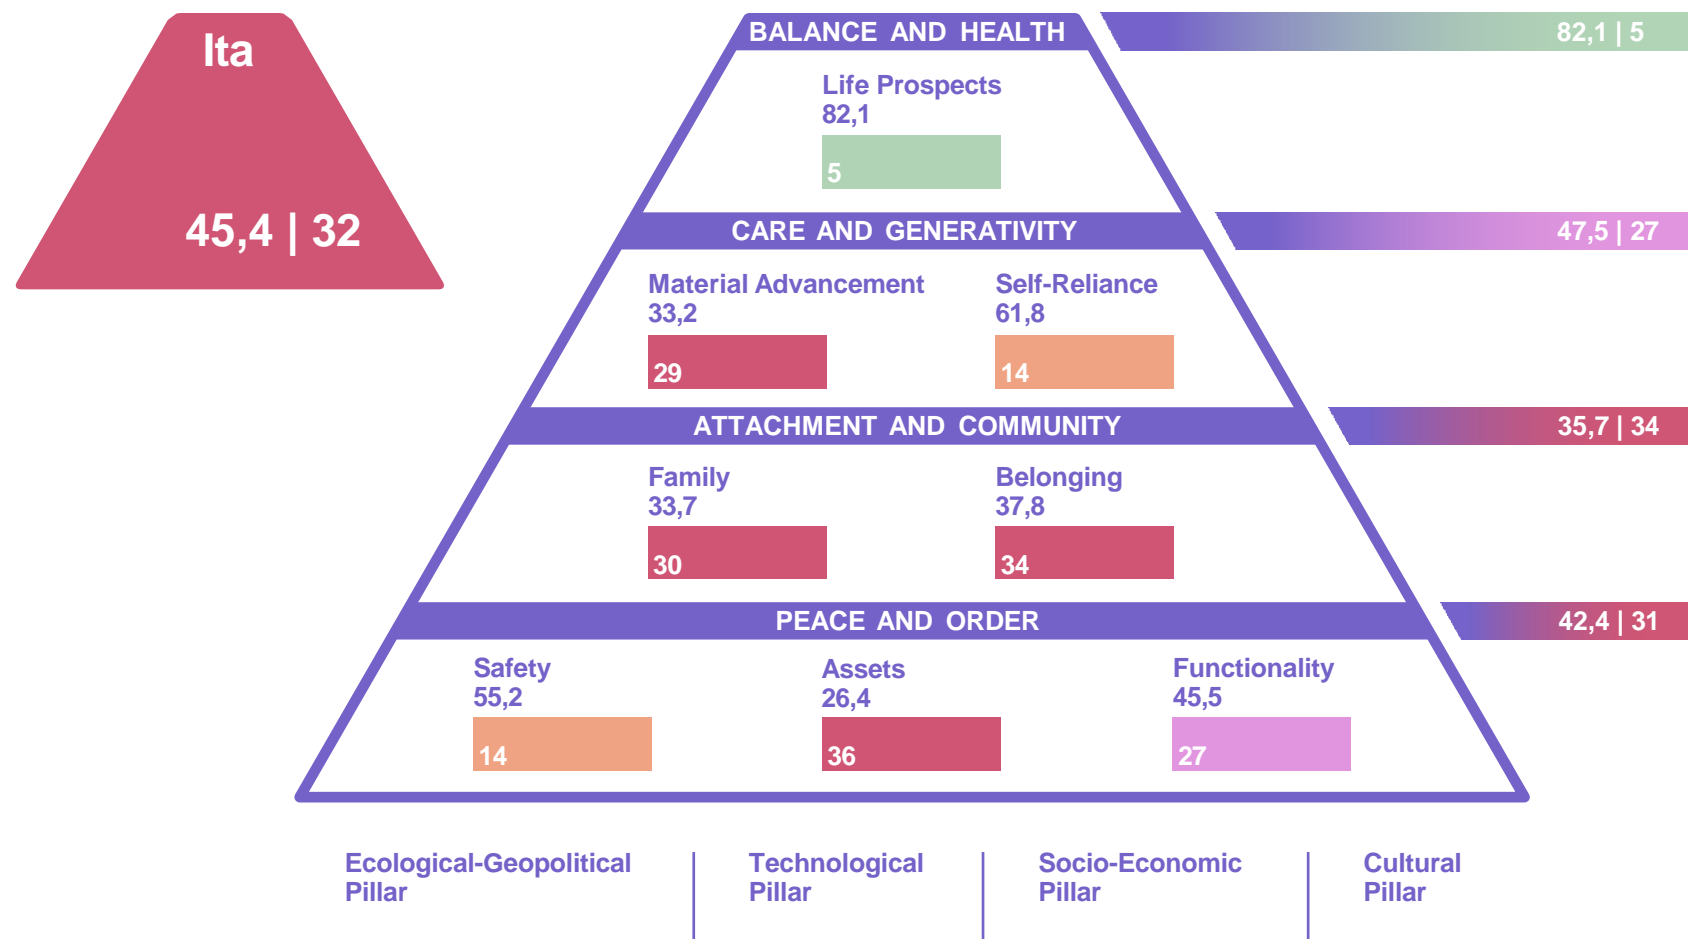 Ita
45,4 | 32
BALANCE AND HEALTH
82,1 | 5
Life Prospects
82,1
5
CARE AND GENERATIVITY
47,5 | 27
Material Advancement
33,2
29
Self-Reliance
61,8
14
ATTACHMENT AND COMMUNITY
35,7 | 34
Family
33,7
30
Belonging
37,8
34
PEACE AND ORDER
42,4 | 31
Safety
55,2
14
Assets
26,4
36
Functionality
45,5
27
Ecological-Geopolitical
Pillar
Technological
Pillar
Socio-Economic
Pillar
Cultural
Pillar